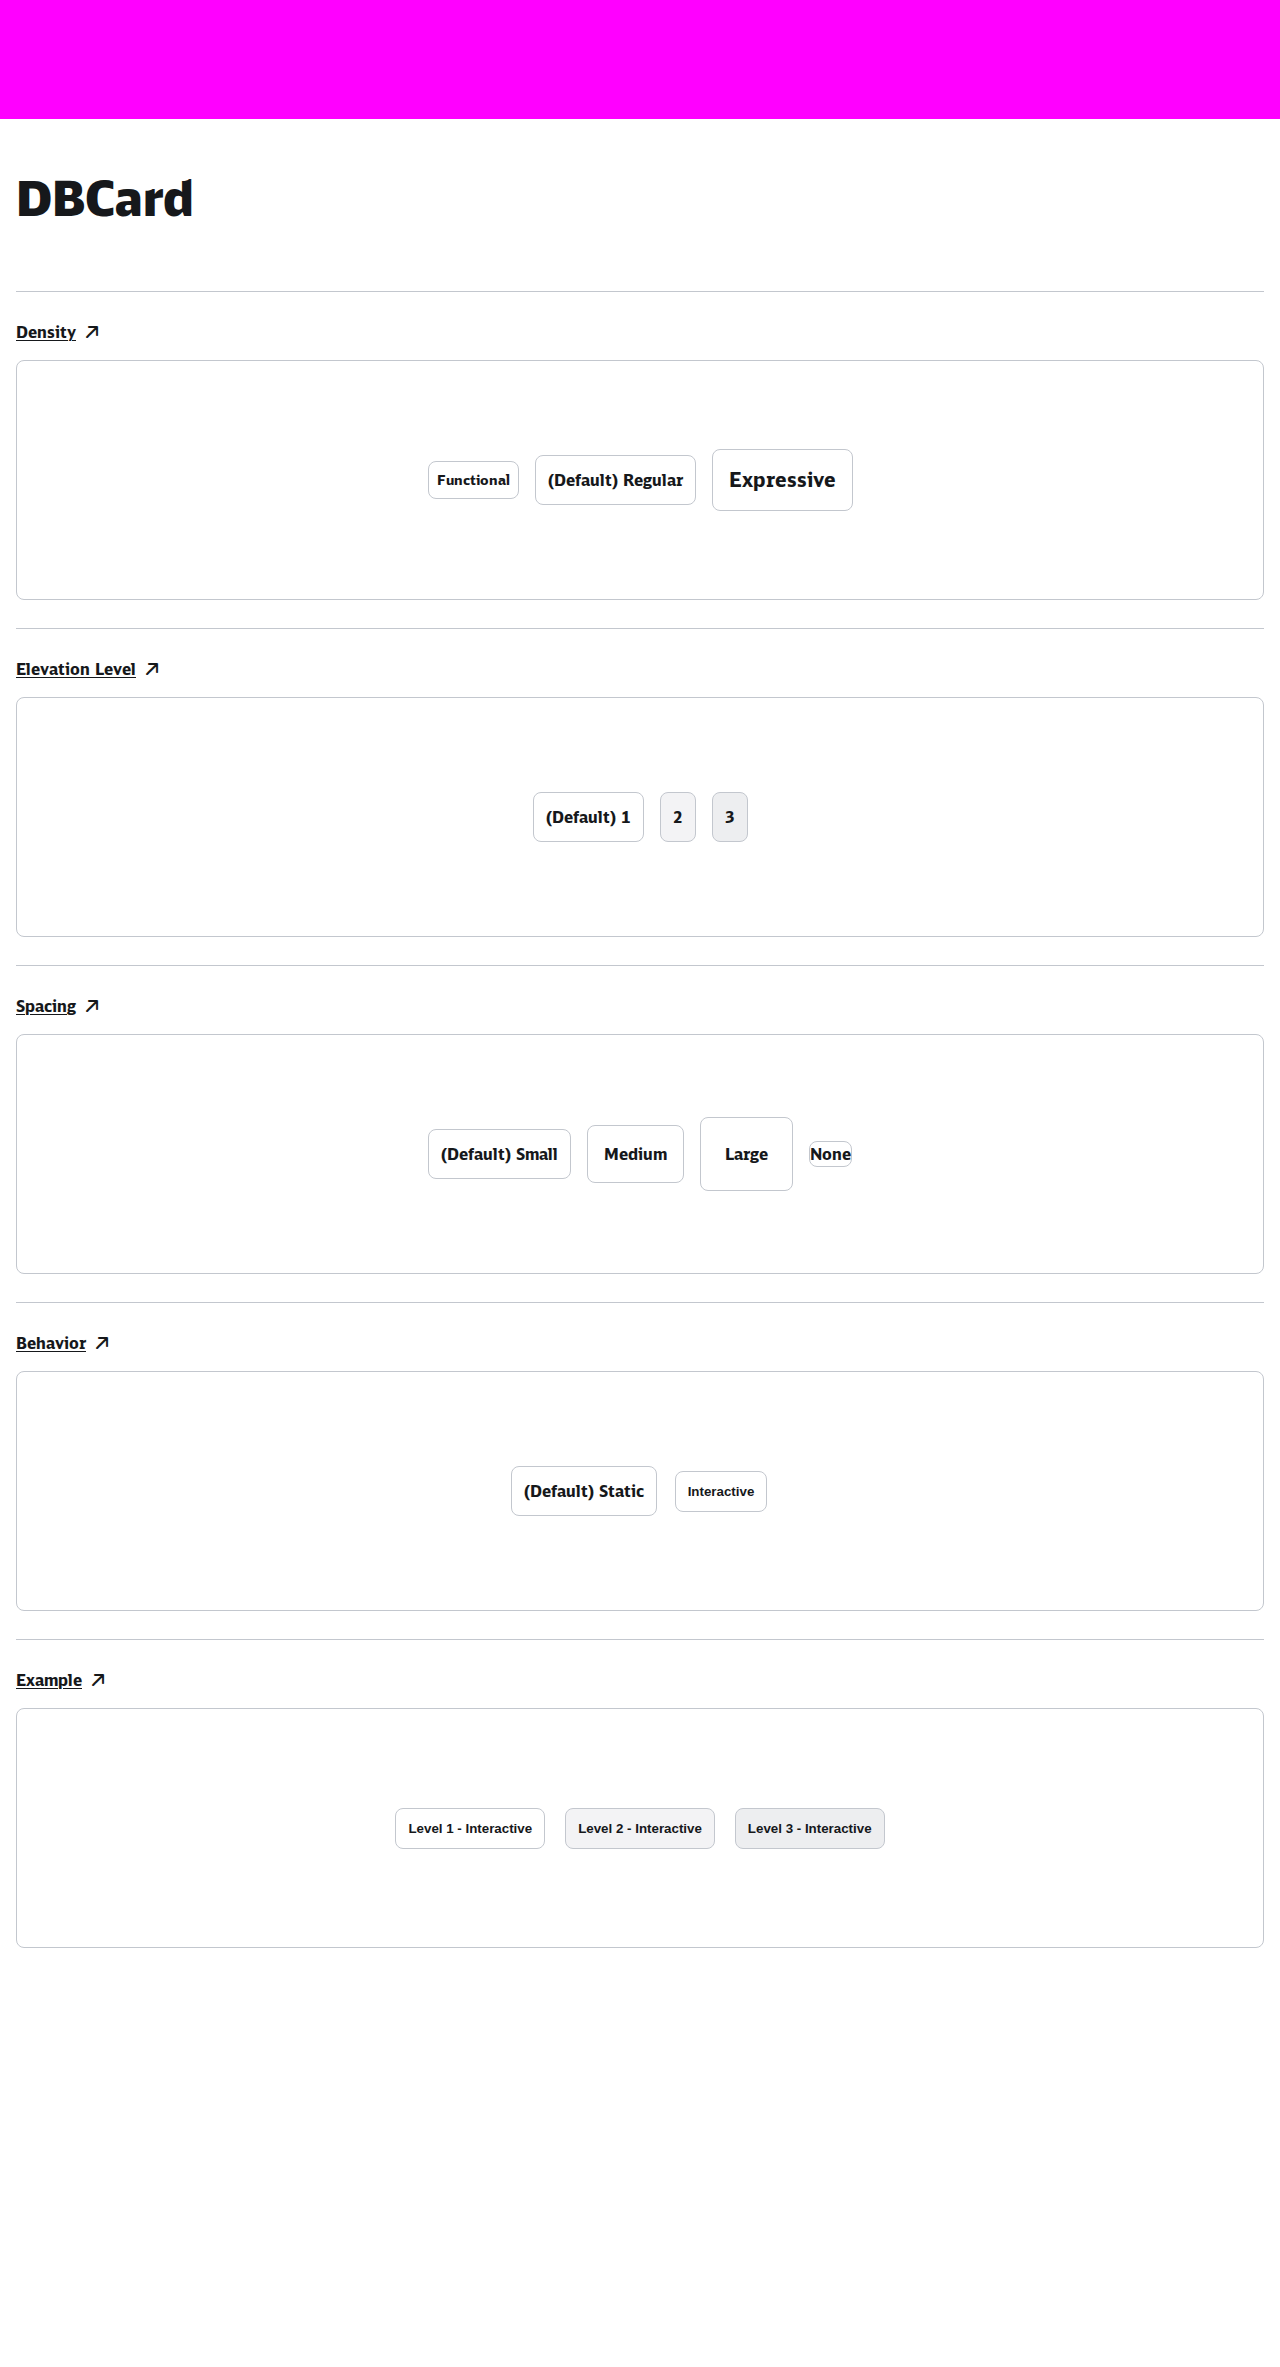 DBCard
Density
Functional (Default) Regular Expressive
Elevation Level
(Default) 1 2 3
Spacing
(Default) Small Medium Large None
Behavior
(Default) Static Interactive
Example
Level 1 - Interactive Level 2 - Interactive Level 3 - Interactive